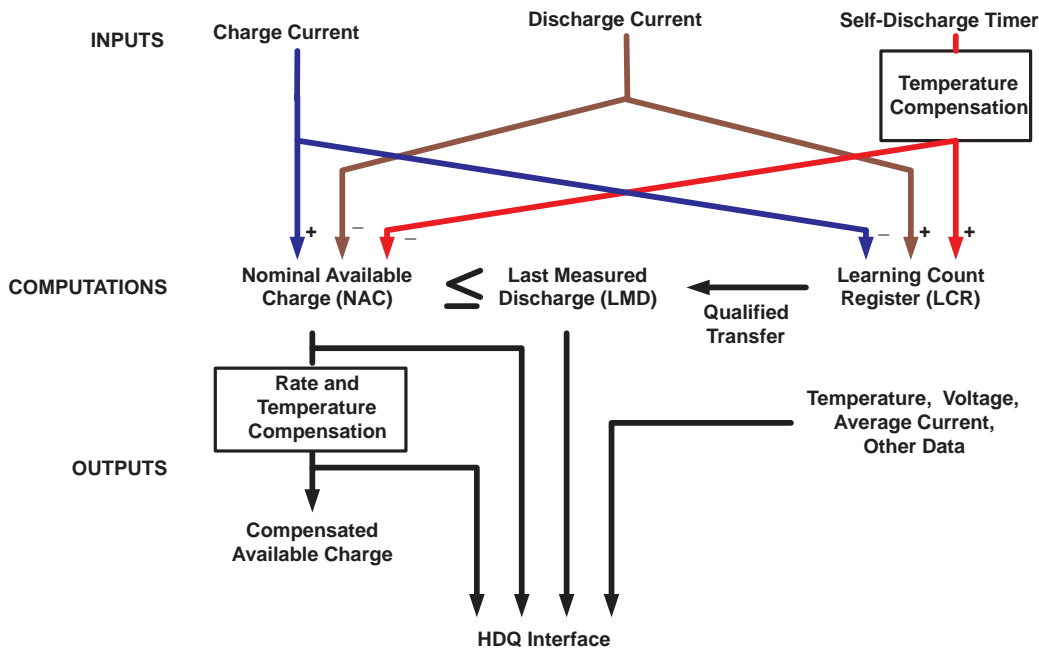 INPUTS
Charge Current
Discharge Current
Self-Discharge Timer
Temperature
Compensation
+
–
–
–
+
+
COMPUTATIONS
Nominal Available
Charge (NAC)
≤
Last Measured
Discharge (LMD)
Qualified
Transfer
Learning Count
Register (LCR)
Rate and
Temperature
Compensation
Temperature, Voltage,
Average Current,
Other Data
OUTPUTS
Compensated
Available Charge
HDQ Interface